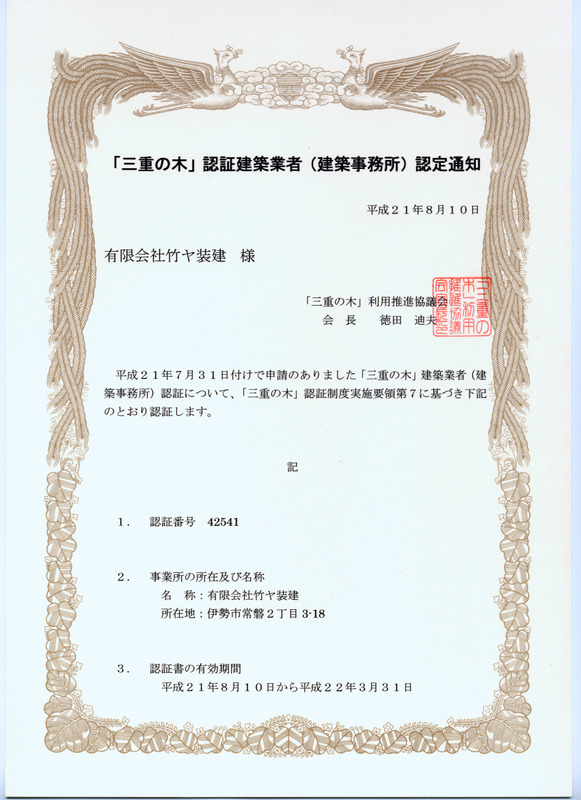 「三重の木」認証建築業者（建築事務所）認定通知
平成２１年８月１０日
有限会社竹ヤ装建　様
「三重の木」利用推進協議会
会　長　　徳田　迪夫
平成２１年７月３１日付けで申請のありました「三重の木」建築業者（建
築事務所）認証について、「三重の木」認証制度実施要領第７に基づき下記
のとおり認証します。
記
１．　認証番号　42541
２．　事業所の所在及び名称
名　称：有限会社竹ヤ装建
所在地：伊勢市常磐２丁目 3-18
３．　認証書の有効期間
平成２１年８月１０日から平成２２年３月３１日